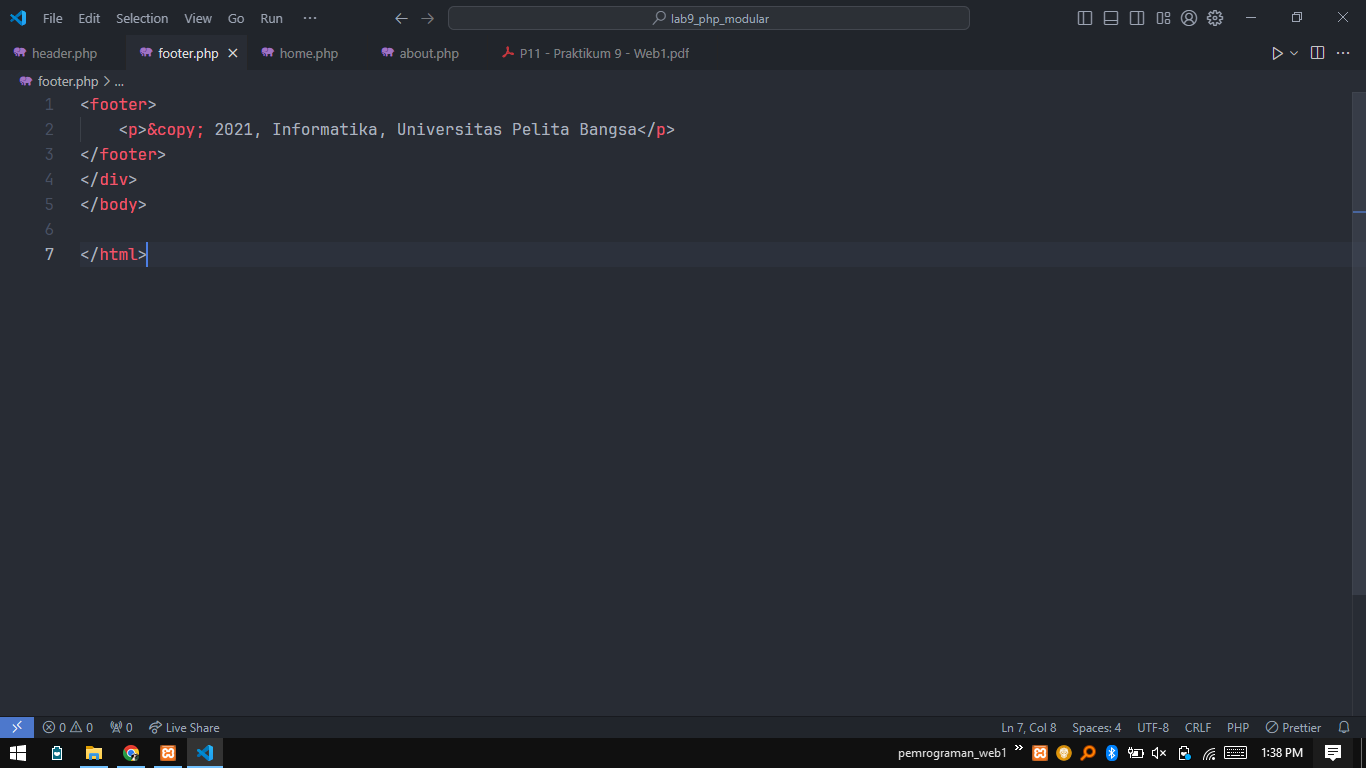 File Edit Selection View Go Run ··· lab9_php_modular
header.php footer.php home.php about.php P11 - Praktikum 9 - Web1.pdf
footer.php > ...
1 <footer>
2 <p>&copy; 2021, Informatika, Universitas Pelita Bangsa</p>
3 </footer>
4 </div>
5 </body>
6
7 </html>
0 0 0 Live Share Ln 7, Col 8 Spaces: 4 UTF-8 CRLF PHP Prettier
pemrograman_web1 1:38 PM